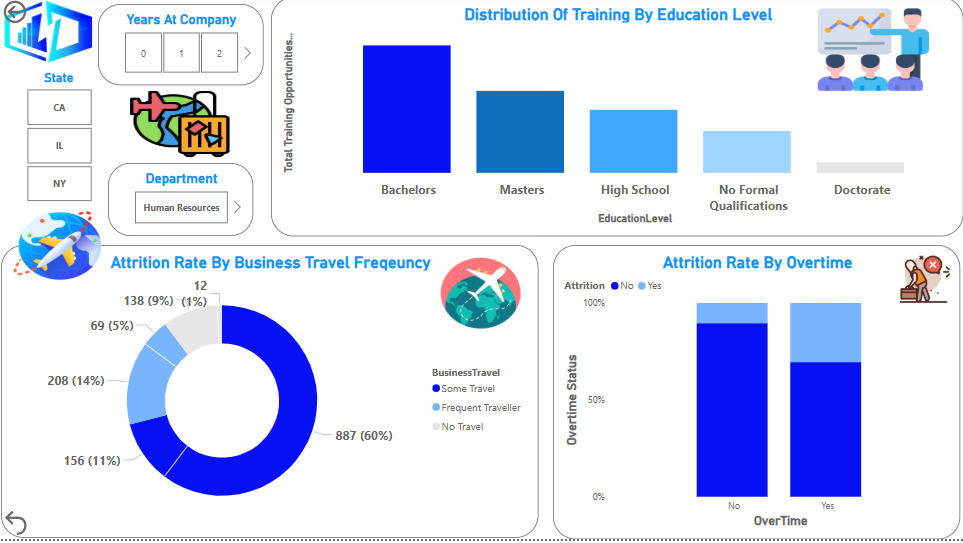 Years At Company
0
1
2
State
CA
IL
NY
Department
Human Resources
Distribution Of Training By Education Level
Total Training Opportunities...
Bachelors
Masters
High School
No Formal
Qualifications
Doctorate
EducationLevel
Attrition Rate By Business Travel Freqeuncy
12
(1%)
138 (9%)
69 (5%)
208 (14%)
156 (11%)
887 (60%)
BusinessTravel
Some Travel
Frequent Traveller
No Travel
Attrition Rate By Overtime
Attrition No Yes
100%
50%
0%
Overtime Status
No
Yes
OverTime